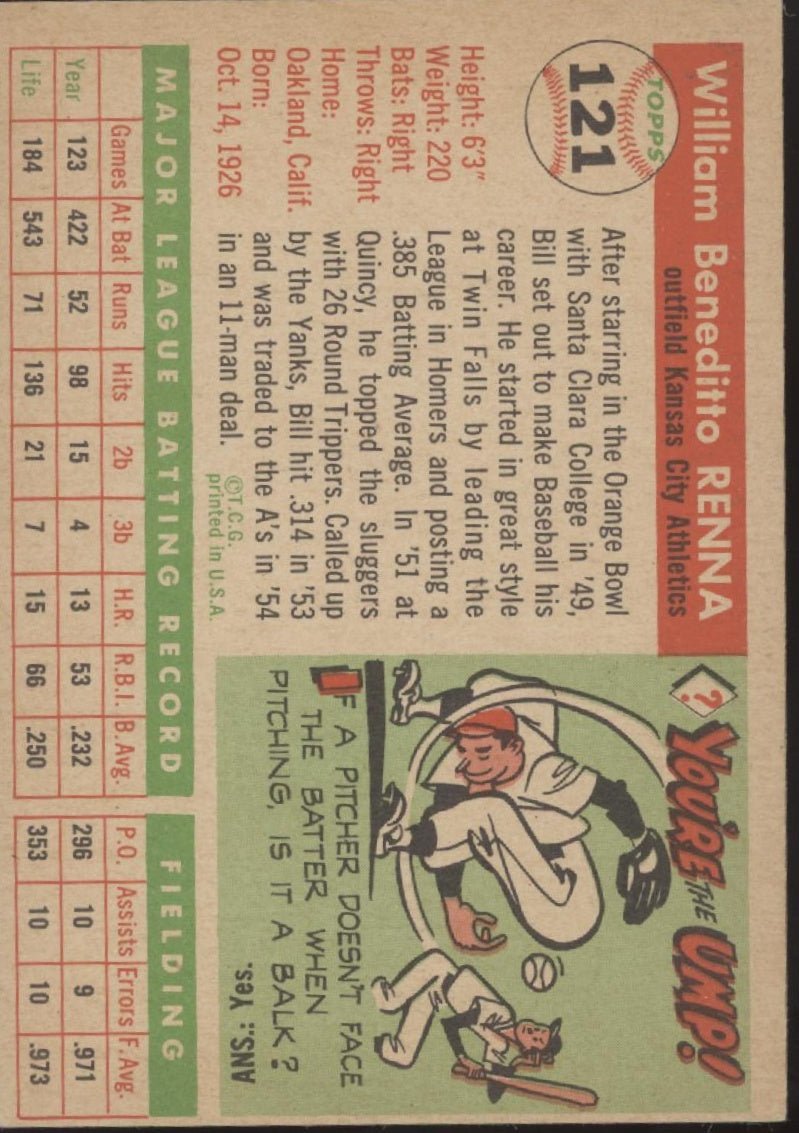 TOPPS
121
William Beneditto RENNA
outfield Kansas City Athletics
Height: 6'3"
Weight: 220
Bats: Right
Throws: Right
Home:
Oakland, Calif.
Born:
Oct. 14, 1926
After starring in the Orange Bowl
with Santa Clara College in '49,
Bill set out to make Baseball his
career. He started in great style
at Twin Falls by leading the
League in Homers and posting a
.385 Batting Average. In '51 at
Quincy, he topped the sluggers
with 26 Round Trippers. Called up
by the Yanks, Bill hit .314 in '53
and was traded to the A's in '54
in an 11-man deal.
©T.C.G.
printed in U.S.A.
? YOU'RE THE UMP!
IF A PITCHER DOESN'T FACE
THE BATTER WHEN
PITCHING, IS IT A BALK?
ANS.: Yes.
MAJOR LEAGUE BATTING RECORD
Games At Bat Runs Hits 2b 3b H.R. R.B.I. B.Avg.
Year 123 422 52 98 15 4 13 53 .232
Life 184 543 71 136 21 7 15 66 .250
FIELDING
P.O. Assists Errors F.Avg.
296 10 9 .971
353 10 10 .973